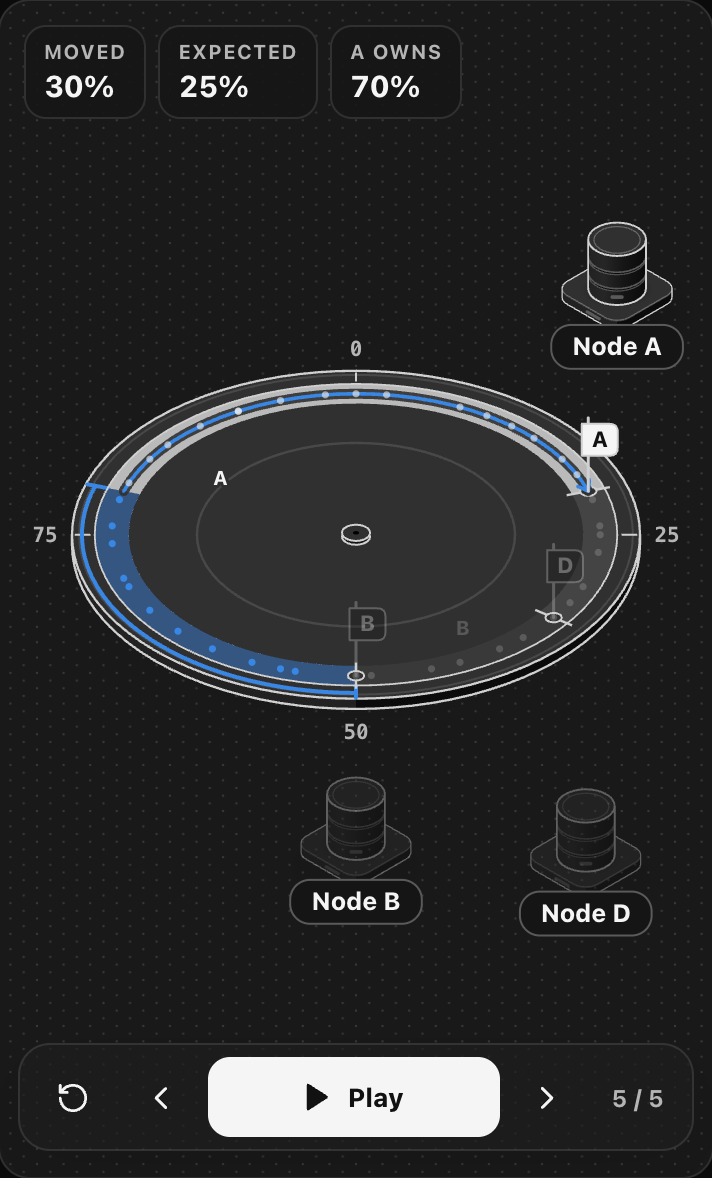 MOVED
30%
EXPECTED
25%
A OWNS
70%
Node A
0
A
A
75
25
D
B
B
50
Node B
Node D
Play
5 / 5